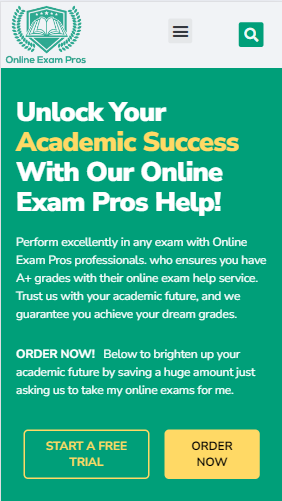 Online Exam Pros
Unlock Your
Academic Success
With Our Online
Exam Pros Help!
Perform excellently in any exam with Online
Exam Pros professionals. who ensures you have
A+ grades with their online exam help service.
Trust us with your academic future, and we
guarantee you achieve your dream grades.
ORDER NOW! Below to brighten up your
academic future by saving a huge amount just
asking us to take my online exams for me.
START A FREE
TRIAL
ORDER
NOW